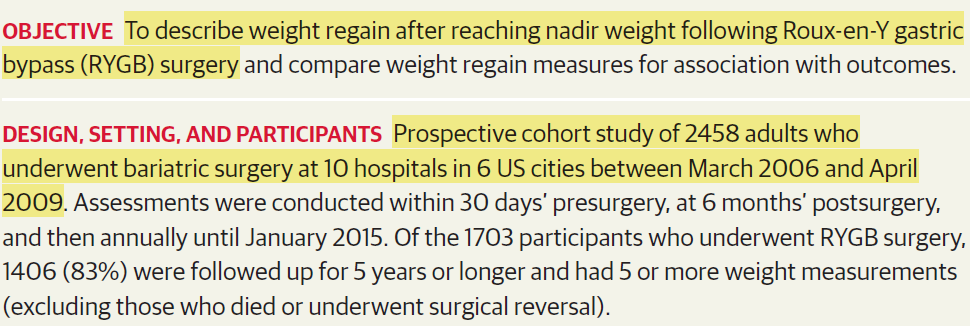 OBJECTIVE To describe weight regain after reaching nadir weight following Roux-en-Y gastric
bypass (RYGB) surgery and compare weight regain measures for association with outcomes.
DESIGN, SETTING, AND PARTICIPANTS Prospective cohort study of 2458 adults who
underwent bariatric surgery at 10 hospitals in 6 US cities between March 2006 and April
2009. Assessments were conducted within 30 days’ presurgery, at 6 months’ postsurgery,
and then annually until January 2015. Of the 1703 participants who underwent RYGB surgery,
1406 (83%) were followed up for 5 years or longer and had 5 or more weight measurements
(excluding those who died or underwent surgical reversal).